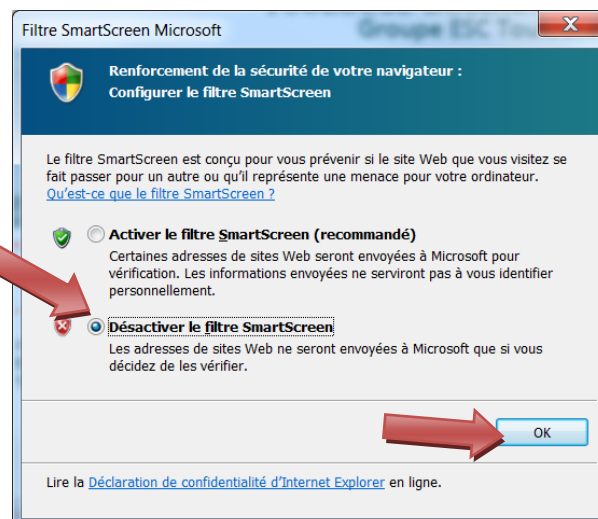 Groupe ESC Tou
Filtre SmartScreen Microsoft
Renforcement de la sécurité de votre navigateur :
Configurer le filtre SmartScreen
Le filtre SmartScreen est conçu pour vous prévenir si le site Web que vous visitez se
fait passer pour un autre ou qu'il représente une menace pour votre ordinateur.
Qu'est-ce que le filtre SmartScreen ?
Activer le filtre SmartScreen (recommandé)
Certaines adresses de sites Web seront envoyées à Microsoft pour
vérification. Les informations envoyées ne serviront pas à vous identifier
personnellement.
Désactiver le filtre SmartScreen
Les adresses de sites Web ne seront envoyées à Microsoft que si vous
décidez de les vérifier.
OK
Lire la Déclaration de confidentialité d'Internet Explorer en ligne.